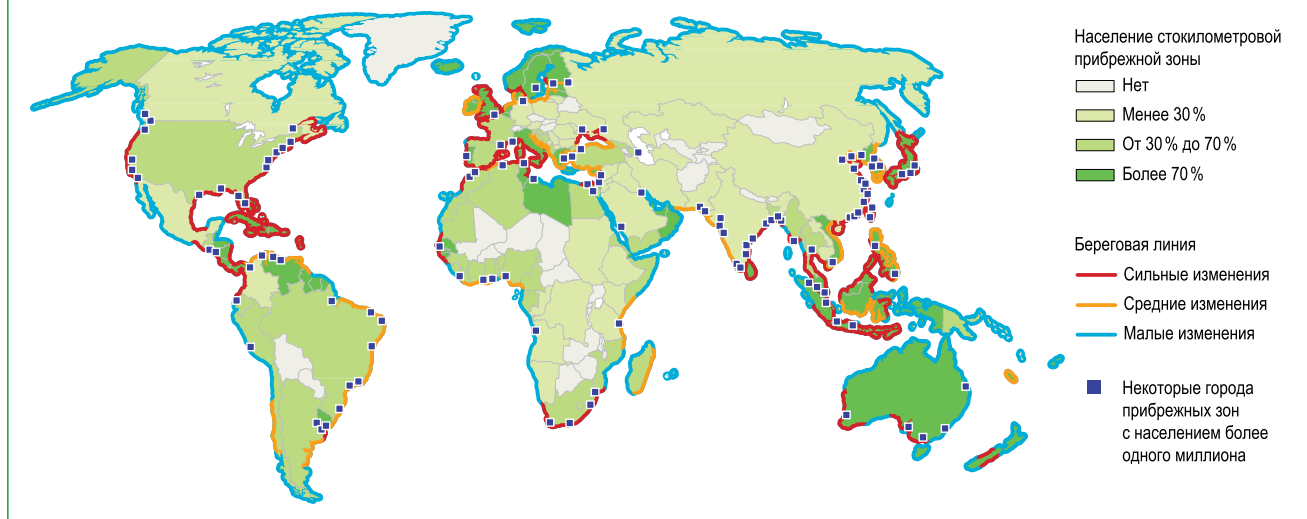 Население стокилометровой
прибрежной зоны
Нет
Менее 30 %
От 30 % до 70 %
Более 70 %
Береговая линия
Сильные изменения
Средние изменения
Малые изменения
Некоторые города
прибрежных зон
с населением более
одного миллиона